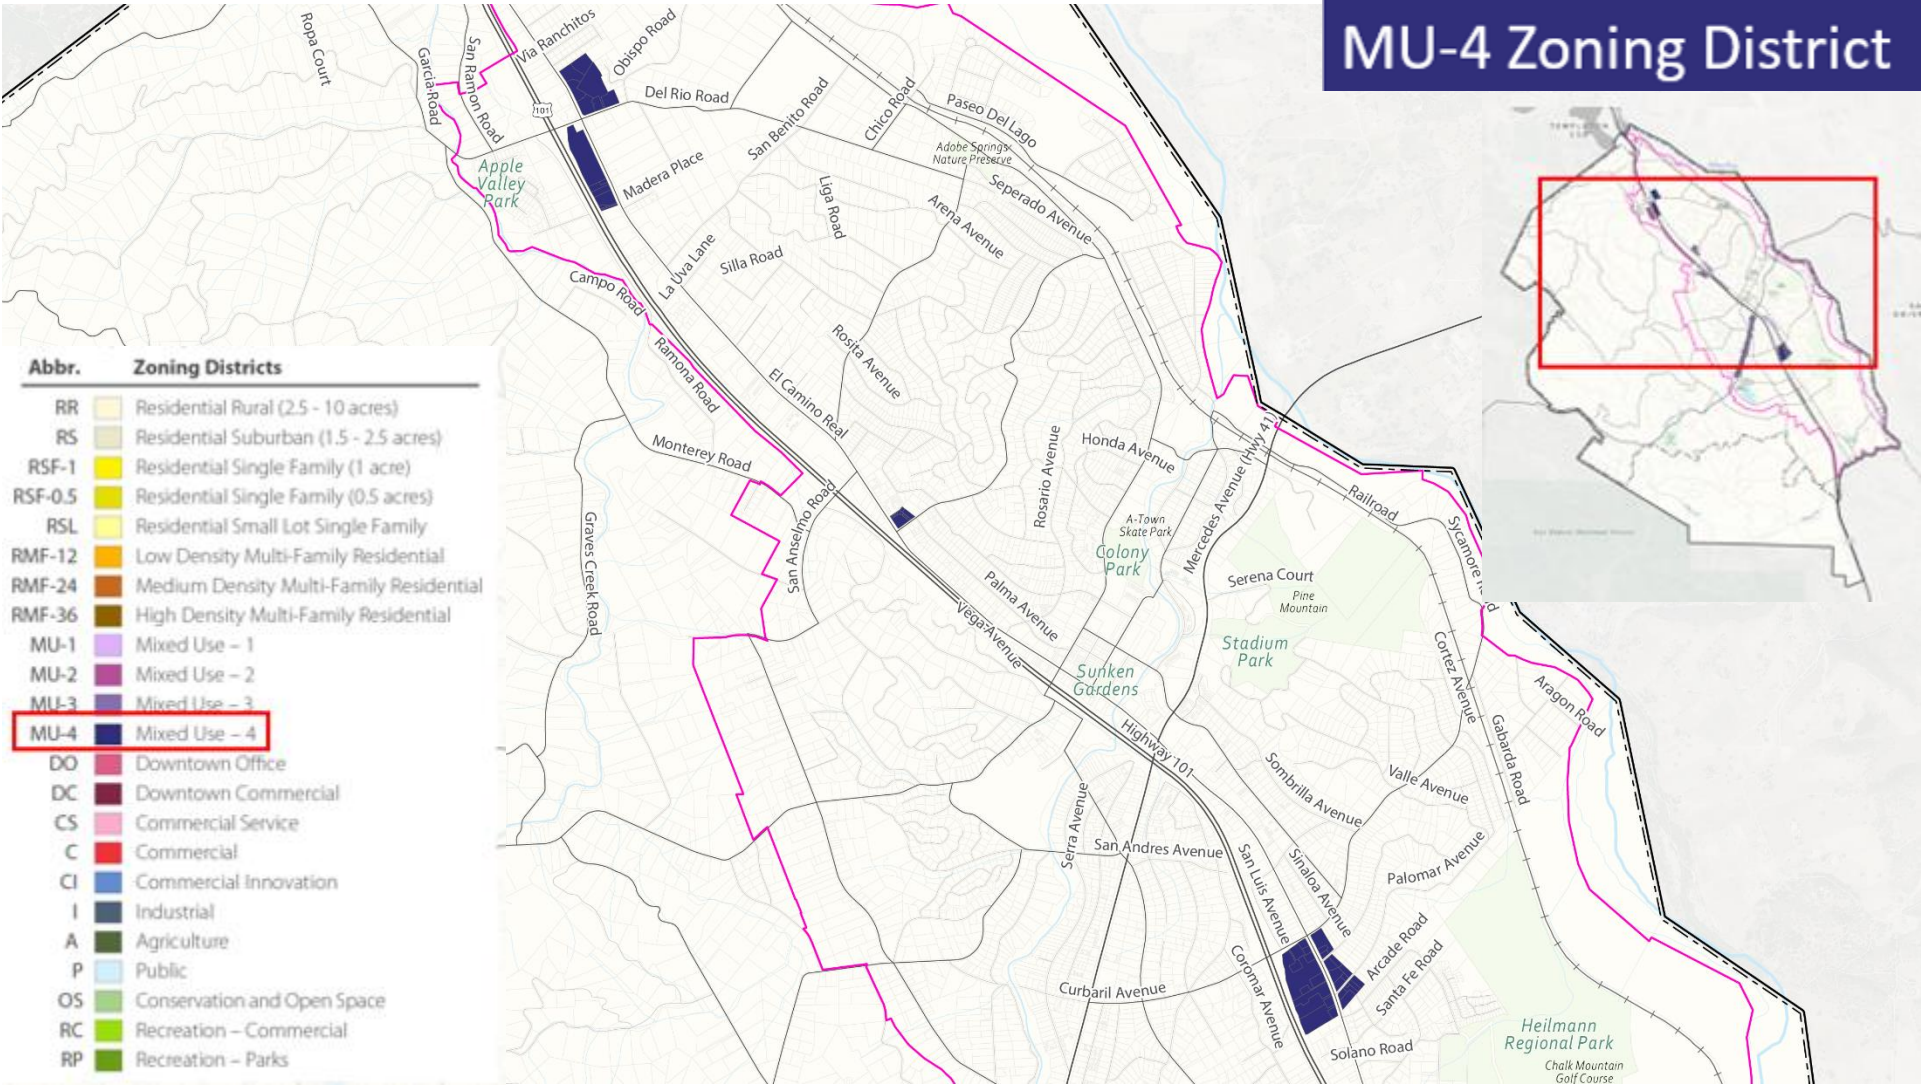 MU-4 Zoning District
Ropa Court
Garcia Road
San Ramon Road
Via Ranchitos
Obispo Road
101
Del Rio Road
San Benito Road
Chico Road
Paseo Del Lago
Adobe Springs
Nature Preserve
Apple
Valley
Park
Madera Place
Liga Road
Seperado Avenue
Arena Avenue
La Uva Lane
Silla Road
Campo Road
Ramona Road
Rosita Avenue
El Camino Real
Monterey Road
Rosario Avenue
Honda Avenue
Mercedes Avenue (Hwy 41)
Railroad
Sycamore
Graves Creek Road
San Anselmo Road
A-Town
Skate Park
Colony
Park
Serena Court
Pine
Mountain
Palma Avenue
Vega Avenue
Stadium
Park
Sunken
Gardens
Cortez Avenue
Aragon Road
Gabarda Road
Highway 101
Sombrilla Avenue
Valle Avenue
Serra Avenue
San Andres Avenue
San Luis Avenue
Sinaloa Avenue
Palomar Avenue
Arcade Road
Santa Fe Road
Coromar Avenue
Curbaril Avenue
Solano Road
Heilmann
Regional Park
Chalk Mountain
Golf Course
Abbr. Zoning Districts
RR Residential Rural (2.5 - 10 acres)
RS Residential Suburban (1.5 - 2.5 acres)
RSF-1 Residential Single Family (1 acre)
RSF-0.5 Residential Single Family (0.5 acres)
RSL Residential Small Lot Single Family
RMF-12 Low Density Multi-Family Residential
RMF-24 Medium Density Multi-Family Residential
RMF-36 High Density Multi-Family Residential
MU-1 Mixed Use – 1
MU-2 Mixed Use – 2
MU-3 Mixed Use – 3
MU-4 Mixed Use – 4
DO Downtown Office
DC Downtown Commercial
CS Commercial Service
C Commercial
CI Commercial Innovation
I Industrial
A Agriculture
P Public
OS Conservation and Open Space
RC Recreation – Commercial
RP Recreation – Parks